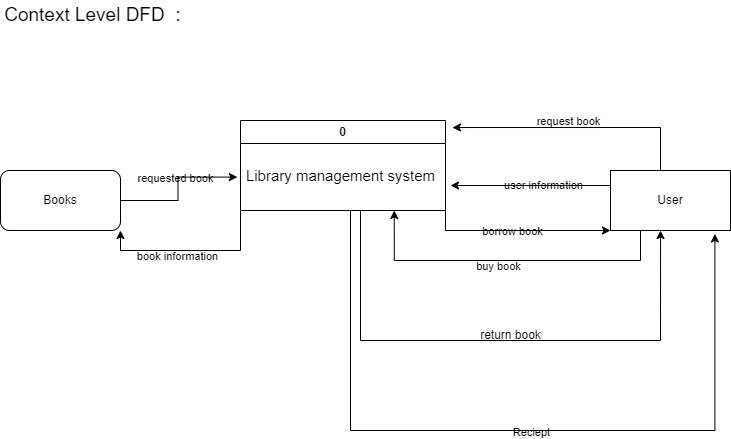 Context Level DFD :
0
request book
requested book
Library management system
user information
Books
User
borrow book
book information
buy book
return book
Reciept